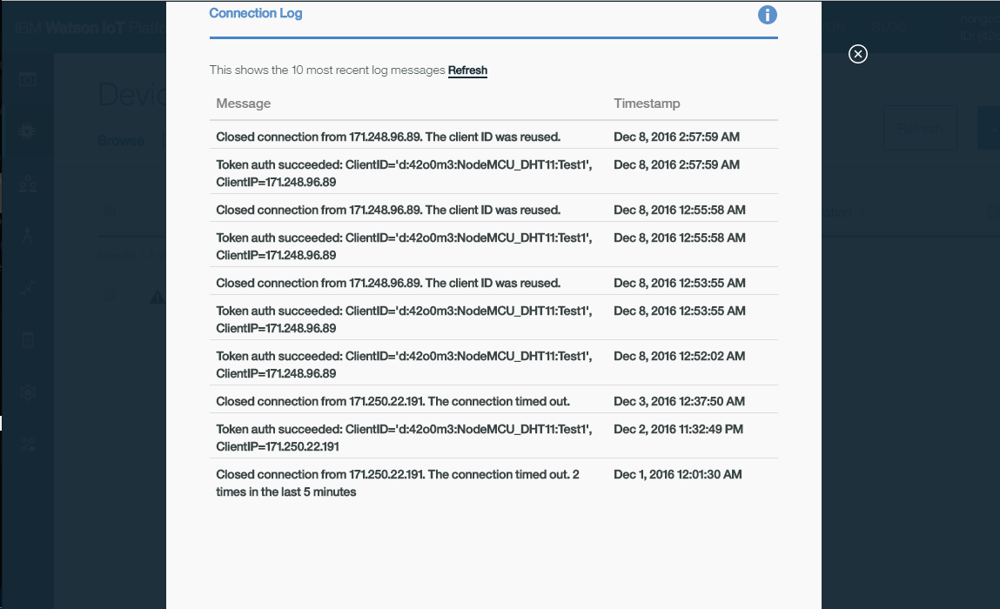 Connection Log
IBM Watson IoT Platfo
BLOG
Devic
Browse
Refresh
This shows the 10 most recent log messages Refresh
Message Timestamp
Closed connection from 171.248.96.89. The client ID was reused. Dec 8, 2016 2:57:59 AM
Token auth succeeded: ClientID='d:42o0m3:NodeMCU_DHT11:Test1', Dec 8, 2016 2:57:59 AM
ClientIP=171.248.96.89
Closed connection from 171.248.96.89. The client ID was reused. Dec 8, 2016 12:55:58 AM
Token auth succeeded: ClientID='d:42o0m3:NodeMCU_DHT11:Test1', Dec 8, 2016 12:55:58 AM
ClientIP=171.248.96.89
Closed connection from 171.248.96.89. The client ID was reused. Dec 8, 2016 12:53:55 AM
Token auth succeeded: ClientID='d:42o0m3:NodeMCU_DHT11:Test1', Dec 8, 2016 12:53:55 AM
ClientIP=171.248.96.89
Token auth succeeded: ClientID='d:42o0m3:NodeMCU_DHT11:Test1', Dec 8, 2016 12:52:02 AM
ClientIP=171.248.96.89
Closed connection from 171.250.22.191. The connection timed out. Dec 3, 2016 12:37:50 AM
Token auth succeeded: ClientID='d:42o0m3:NodeMCU_DHT11:Test1', Dec 2, 2016 11:32:49 PM
ClientIP=171.250.22.191
Closed connection from 171.250.22.191. The connection timed out. 2 Dec 1, 2016 12:01:30 AM
times in the last 5 minutes